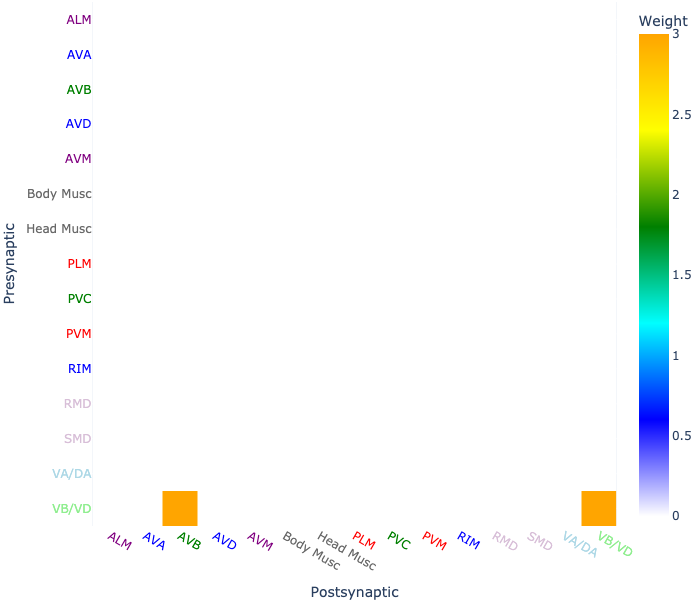 Weight
ALM
AVA
AVB
AVD
AVM
Body Musc
Head Musc
PLM
PVC
PVM
RIM
RMD
SMD
VA/DA
VB/VD
Presynaptic
3
2.5
2
1.5
1
0.5
0
ALM
AVA
AVB
AVD
AVM
Body Musc
Head Musc
PLM
PVC
PVM
RIM
RMD
SMD
VA/DA
VB/VD
Postsynaptic